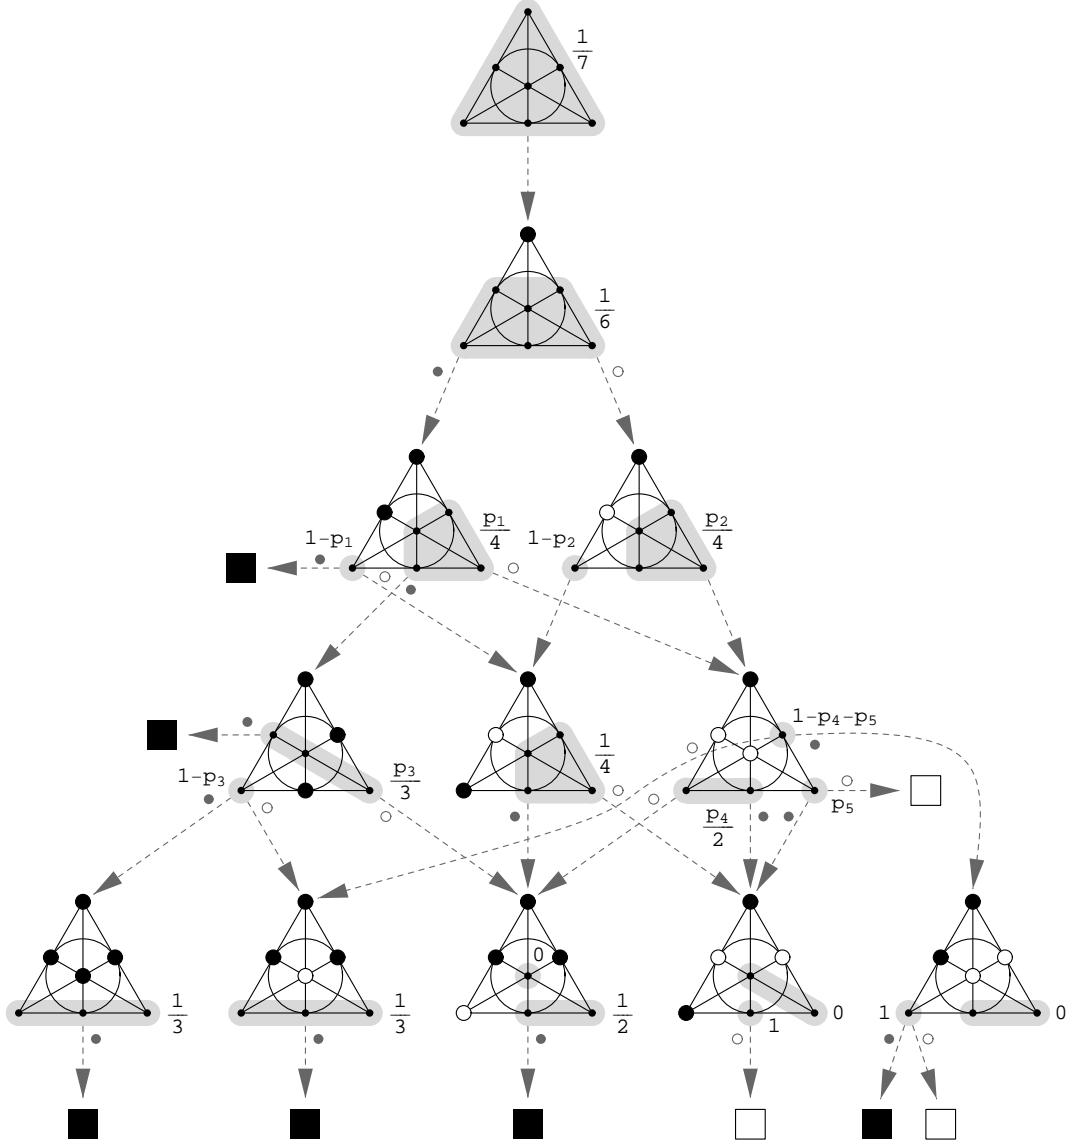 1/7
1/6
1-p₁
p₁/4
1-p₂
p₂/4
1-p₄-p₅
1-p₃
p₃/3
1/4
p₄/2
p₅
0
1/3
1/3
1/2
1
0
1
0